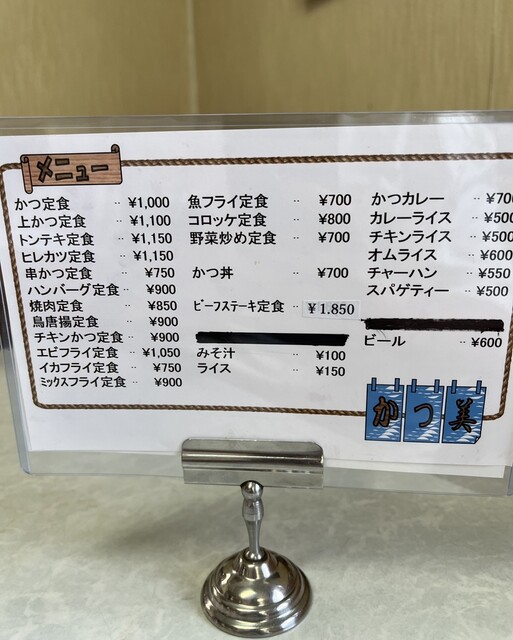 メニュー
かつ定食 ‥ ¥1,000
上かつ定食 ‥ ¥1,100
トンテキ定食 ‥ ¥1,150
ヒレカツ定食 ‥ ¥1,150
串かつ定食 ‥ ¥750
ハンバーグ定食 ‥ ¥900
焼肉定食 ‥ ¥850
鳥唐揚定食 ‥ ¥900
チキンかつ定食 ‥ ¥900
エビフライ定食 ‥ ¥1,050
イカフライ定食 ‥ ¥750
ミックスフライ定食 ‥ ¥900
魚フライ定食 ‥ ¥700
コロッケ定食 ‥ ¥800
野菜炒め定食 ‥ ¥700
かつ丼 ‥ ¥700
ビーフステーキ定食 ‥ ¥1.850
みそ汁 ‥ ¥100
ライス ‥ ¥150
かつカレー ‥ ¥700
カレーライス ‥ ¥500
チキンライス ‥ ¥500
オムライス ‥ ¥600
チャーハン ‥ ¥550
スパゲティー ‥ ¥500
ビール ‥ ¥600
かつ美